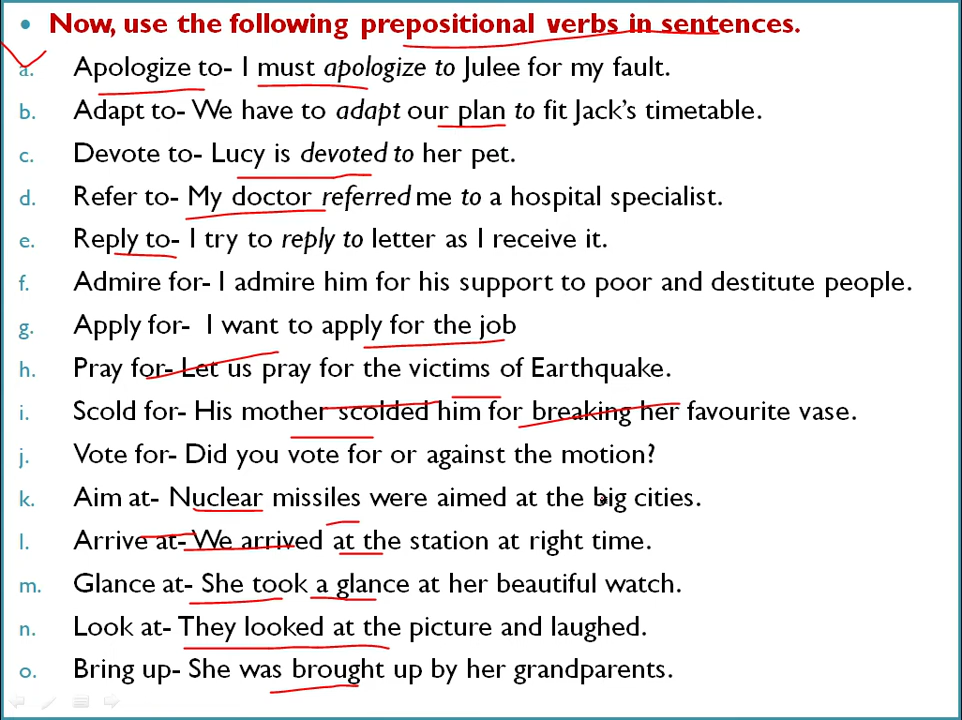 • Now, use the following prepositional verbs in sentences.
a. Apologize to- I must apologize to Julee for my fault.
b. Adapt to- We have to adapt our plan to fit Jack's timetable.
c. Devote to- Lucy is devoted to her pet.
d. Refer to- My doctor referred me to a hospital specialist.
e. Reply to- I try to reply to letter as I receive it.
f. Admire for- I admire him for his support to poor and destitute people.
g. Apply for- I want to apply for the job
h. Pray for- Let us pray for the victims of Earthquake.
i. Scold for- His mother scolded him for breaking her favourite vase.
j. Vote for- Did you vote for or against the motion?
k. Aim at- Nuclear missiles were aimed at the big cities.
l. Arrive at- We arrived at the station at right time.
m. Glance at- She took a glance at her beautiful watch.
n. Look at- They looked at the picture and laughed.
o. Bring up- She was brought up by her grandparents.